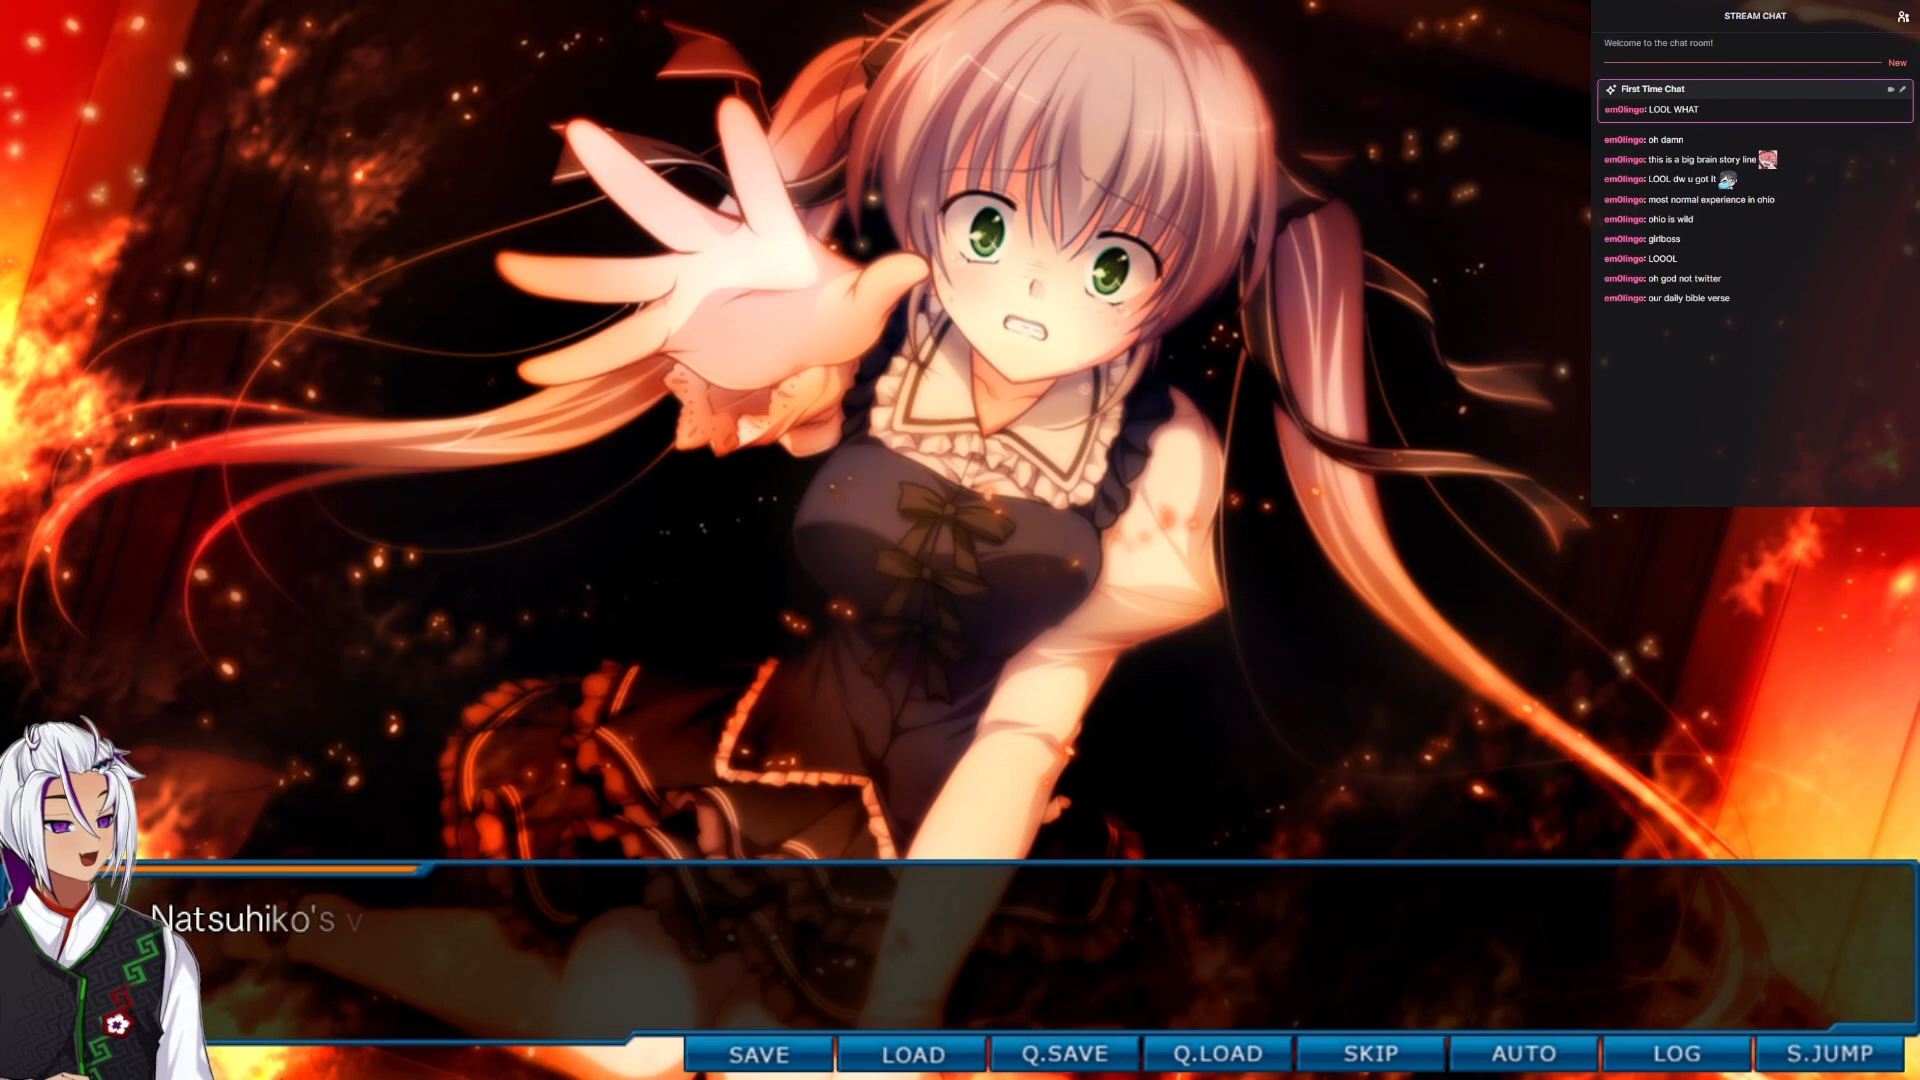 STREAM CHAT
Welcome to the chat room!
New
First Time Chat
em0lingo: LOOL WHAT
em0lingo: oh damn
em0lingo: this is a big brain story line
em0lingo: LOOL dw u got it
em0lingo: most normal experience in ohio
em0lingo: ohio is wild
em0lingo: girlboss
em0lingo: LOOOL
em0lingo: oh god not twitter
em0lingo: our daily bible verse
Natsuhiko's v
SAVE LOAD Q.SAVE Q.LOAD SKIP AUTO LOG S.JUMP